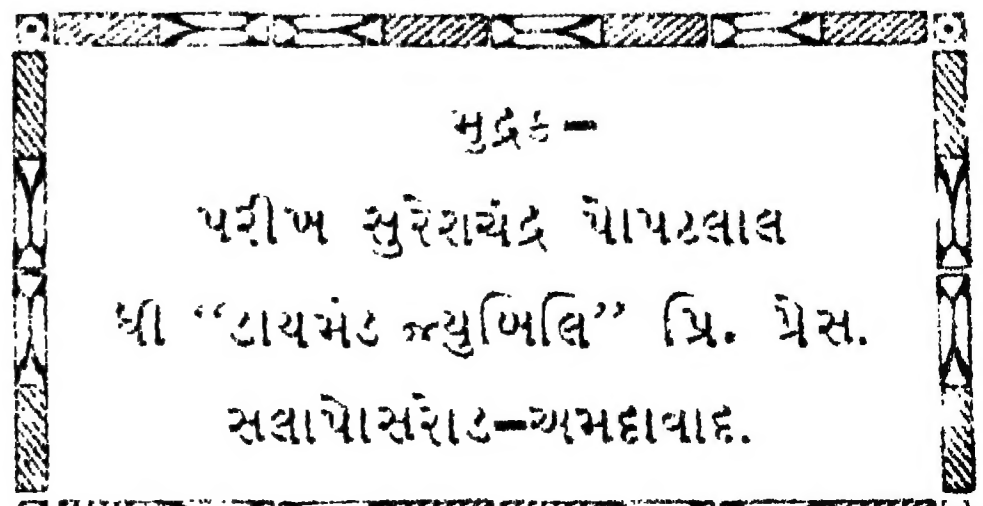 મુદ્રક—
પરીખ સુરેશચંદ્ર પોપટલાલ
ધી “ડાયમંડ જ્યુબિલિ” પ્રિ. પ્રેસ.
સલાપોસરોડ—અમદાવાદ.